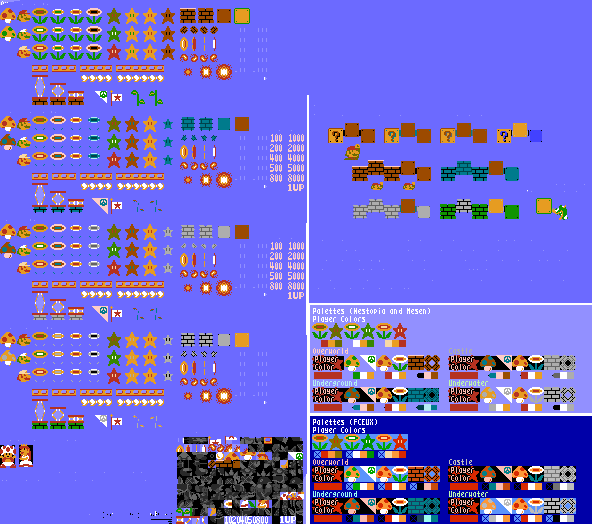 100 1000
200 2000
400 4000
500 5000
800 8000
1UP
100 1000
200 2000
400 4000
500 5000
800 8000
1UP
Palettes (Nestopia and Mesen)
Player Colors
Overworld
Player Color
Player Color
Underground
Underwater
Player Color
Player Color
Palettes (FCEUX)
Player Colors
Overworld
Castle
Player Color
Player Color
Underground
Underwater
Player Color
Player Color
1UP